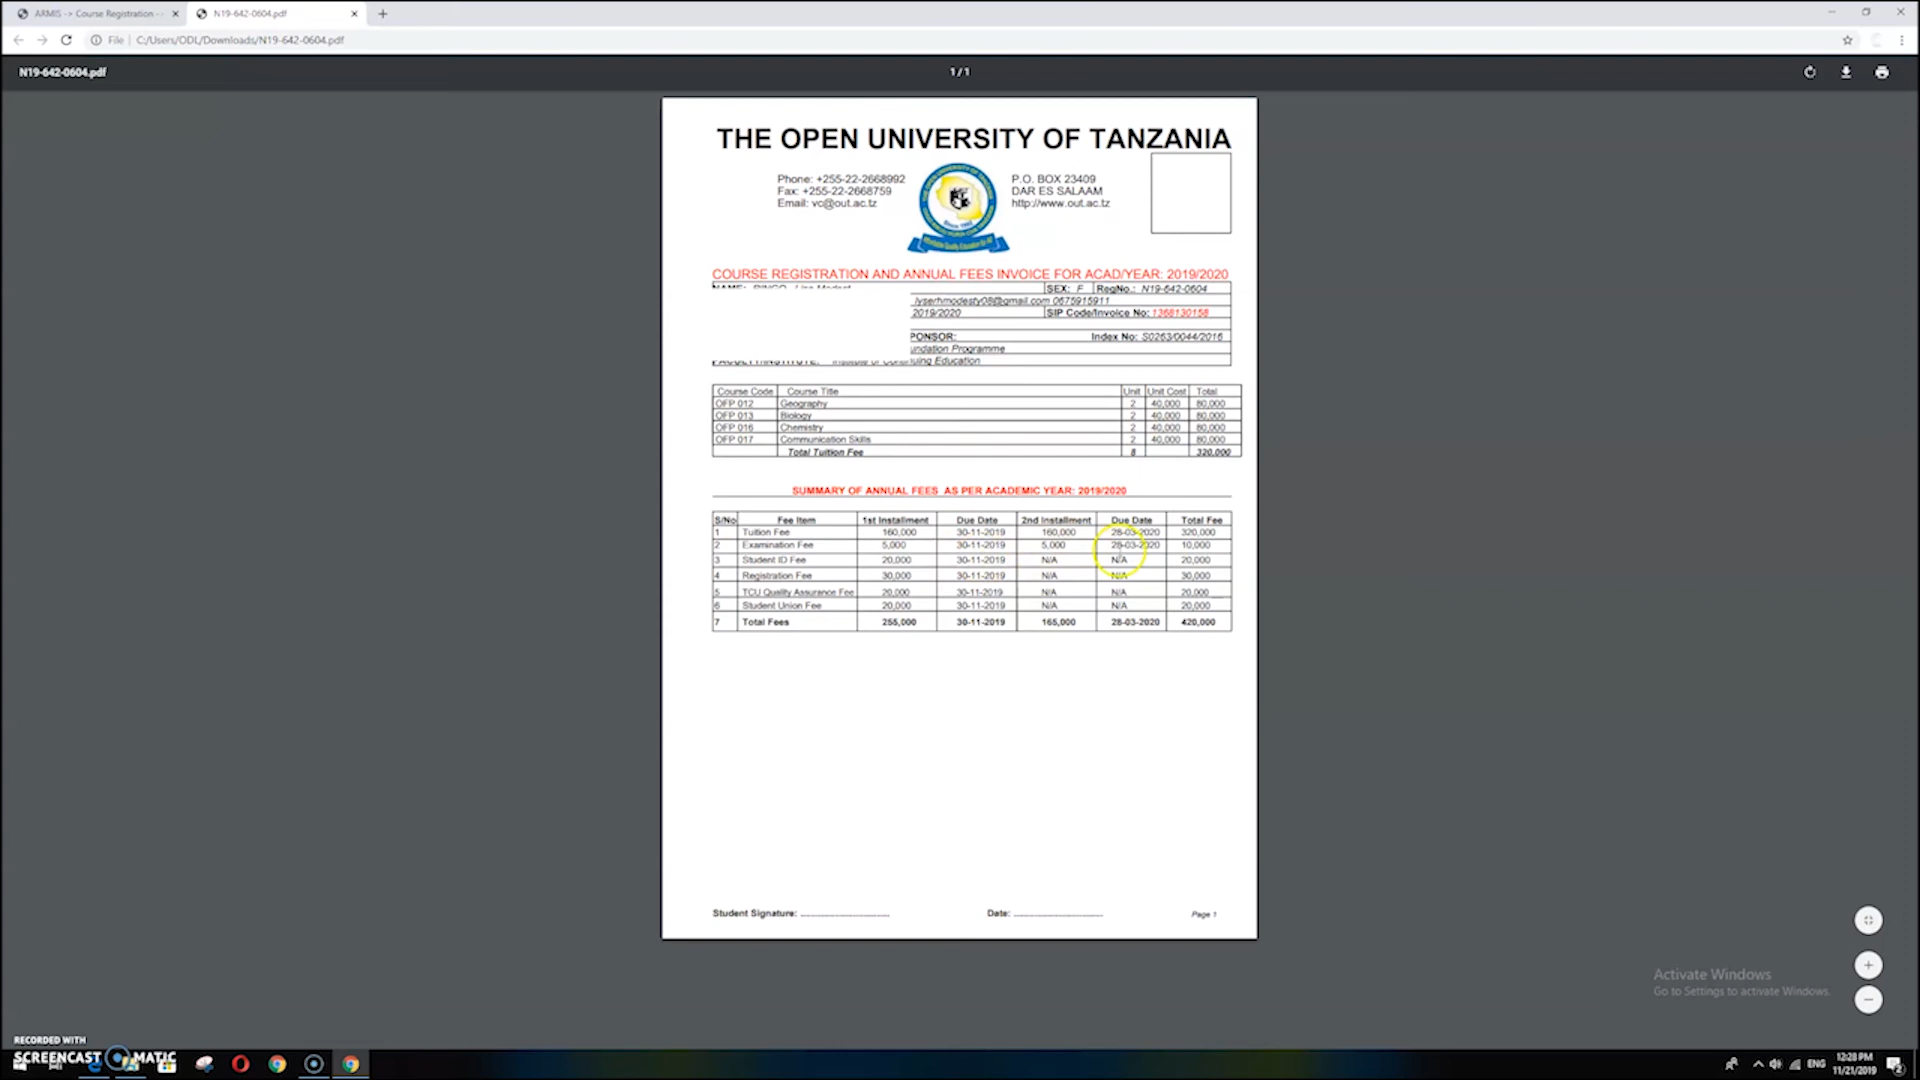 ARMIS -> Course Registration -
N19-642-0604.pdf
File | C:/Users/ODL/Downloads/N19-642-0604.pdf
N19-642-0604.pdf
1 / 1
THE OPEN UNIVERSITY OF TANZANIA
Phone: +255-22-2668992
Fax: +255-22-2668759
Email: vc@out.ac.tz
P.O. BOX 23409
DAR ES SALAAM
http://www.out.ac.tz
COURSE REGISTRATION AND ANNUAL FEES INVOICE FOR ACAD/YEAR: 2019/2020
SEX: F RegNo.: N19-642-0604
lyserhmodesty08@gmail.com 0675915911
2019/2020 SIP Code/Invoice No: 1368130158
PONSOR: Index No: S0263/0044/2016
undation Programme
uing Education
Course Code Course Title Unit Unit Cost Total
OFP 012 Geography 2 40,000 80,000
OFP 013 Biology 2 40,000 80,000
OFP 016 Chemistry 2 40,000 80,000
OFP 017 Communication Skills 2 40,000 80,000
Total Tuition Fee 8 320,000
SUMMARY OF ANNUAL FEES AS PER ACADEMIC YEAR: 2019/2020
S/No Fee Item 1st Installment Due Date 2nd Installment Due Date Total Fee
1 Tuition Fee 160,000 30-11-2019 160,000 28-03-2020 320,000
2 Examination Fee 5,000 30-11-2019 5,000 28-03-2020 10,000
3 Student ID Fee 20,000 30-11-2019 N/A N/A 20,000
4 Registration Fee 30,000 30-11-2019 N/A N/A 30,000
5 TCU Quality Assurance Fee 20,000 30-11-2019 N/A N/A 20,000
6 Student Union Fee 20,000 30-11-2019 N/A N/A 20,000
7 Total Fees 255,000 30-11-2019 165,000 28-03-2020 420,000
Student Signature: Date: Page 1
Activate Windows
Go to Settings to activate Windows.
RECORDED WITH
SCREENCAST MATIC
ENG
12:28 PM
11/21/2019